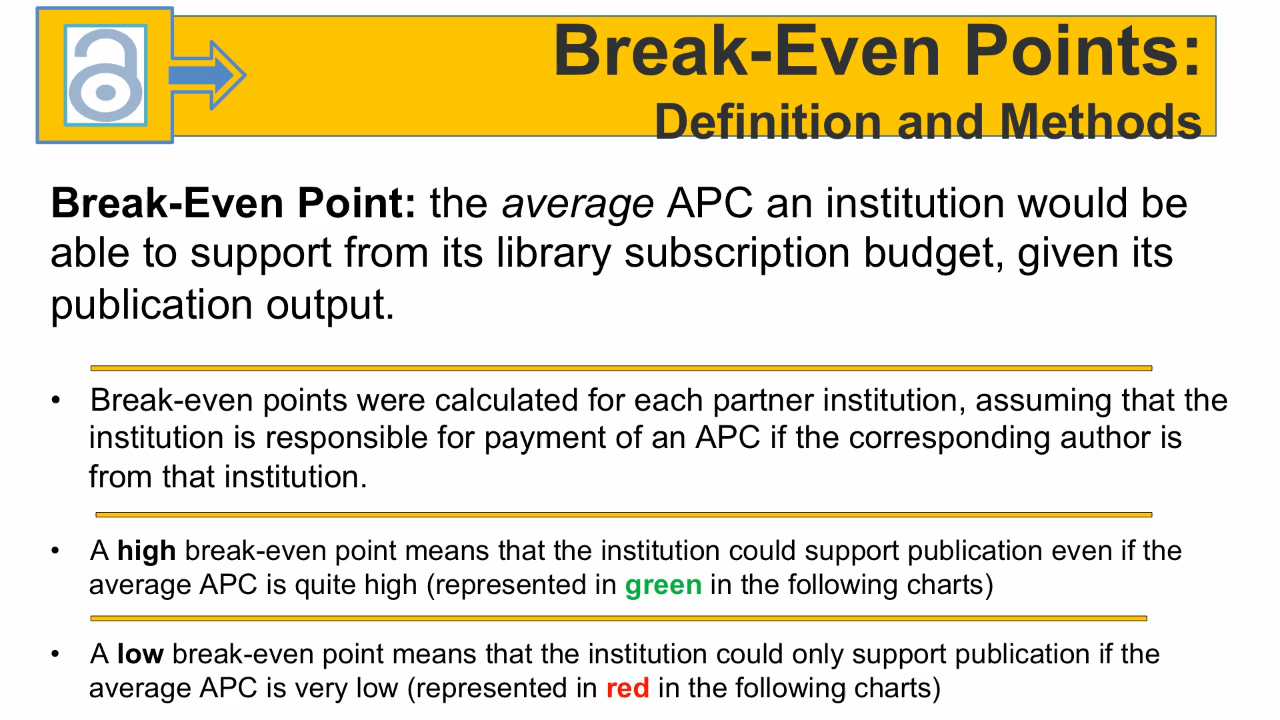 Break-Even Points:
Definition and Methods
Break-Even Point: the average APC an institution would be
able to support from its library subscription budget, given its
publication output.
• Break-even points were calculated for each partner institution, assuming that the
institution is responsible for payment of an APC if the corresponding author is
from that institution.
• A high break-even point means that the institution could support publication even if the
average APC is quite high (represented in green in the following charts)
• A low break-even point means that the institution could only support publication if the
average APC is very low (represented in red in the following charts)